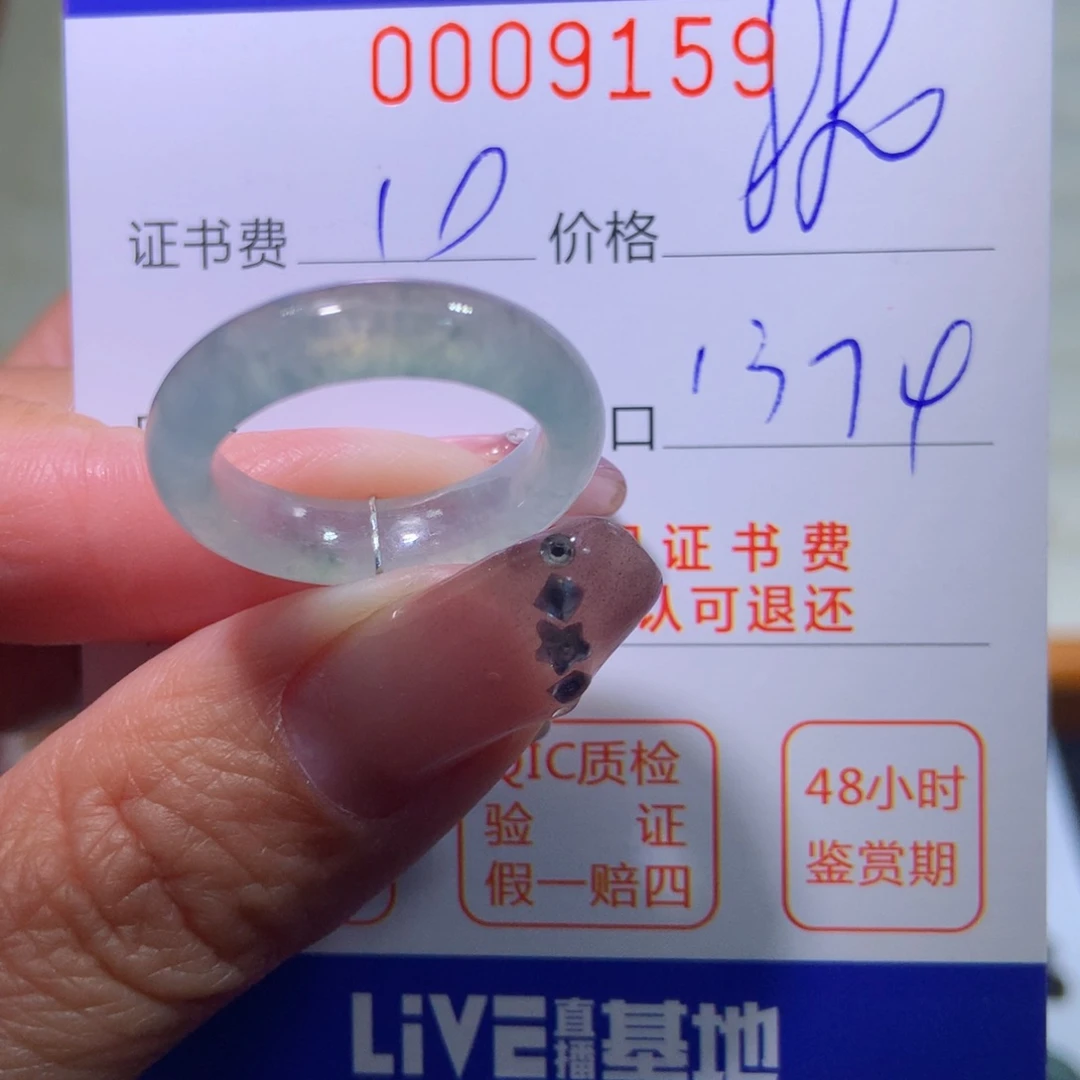 0009159
证书费 10 价格
口 1374
证书费
认可退还
QIC质检
验证
假一赔四
48小时
鉴赏期
LiVE直播基地